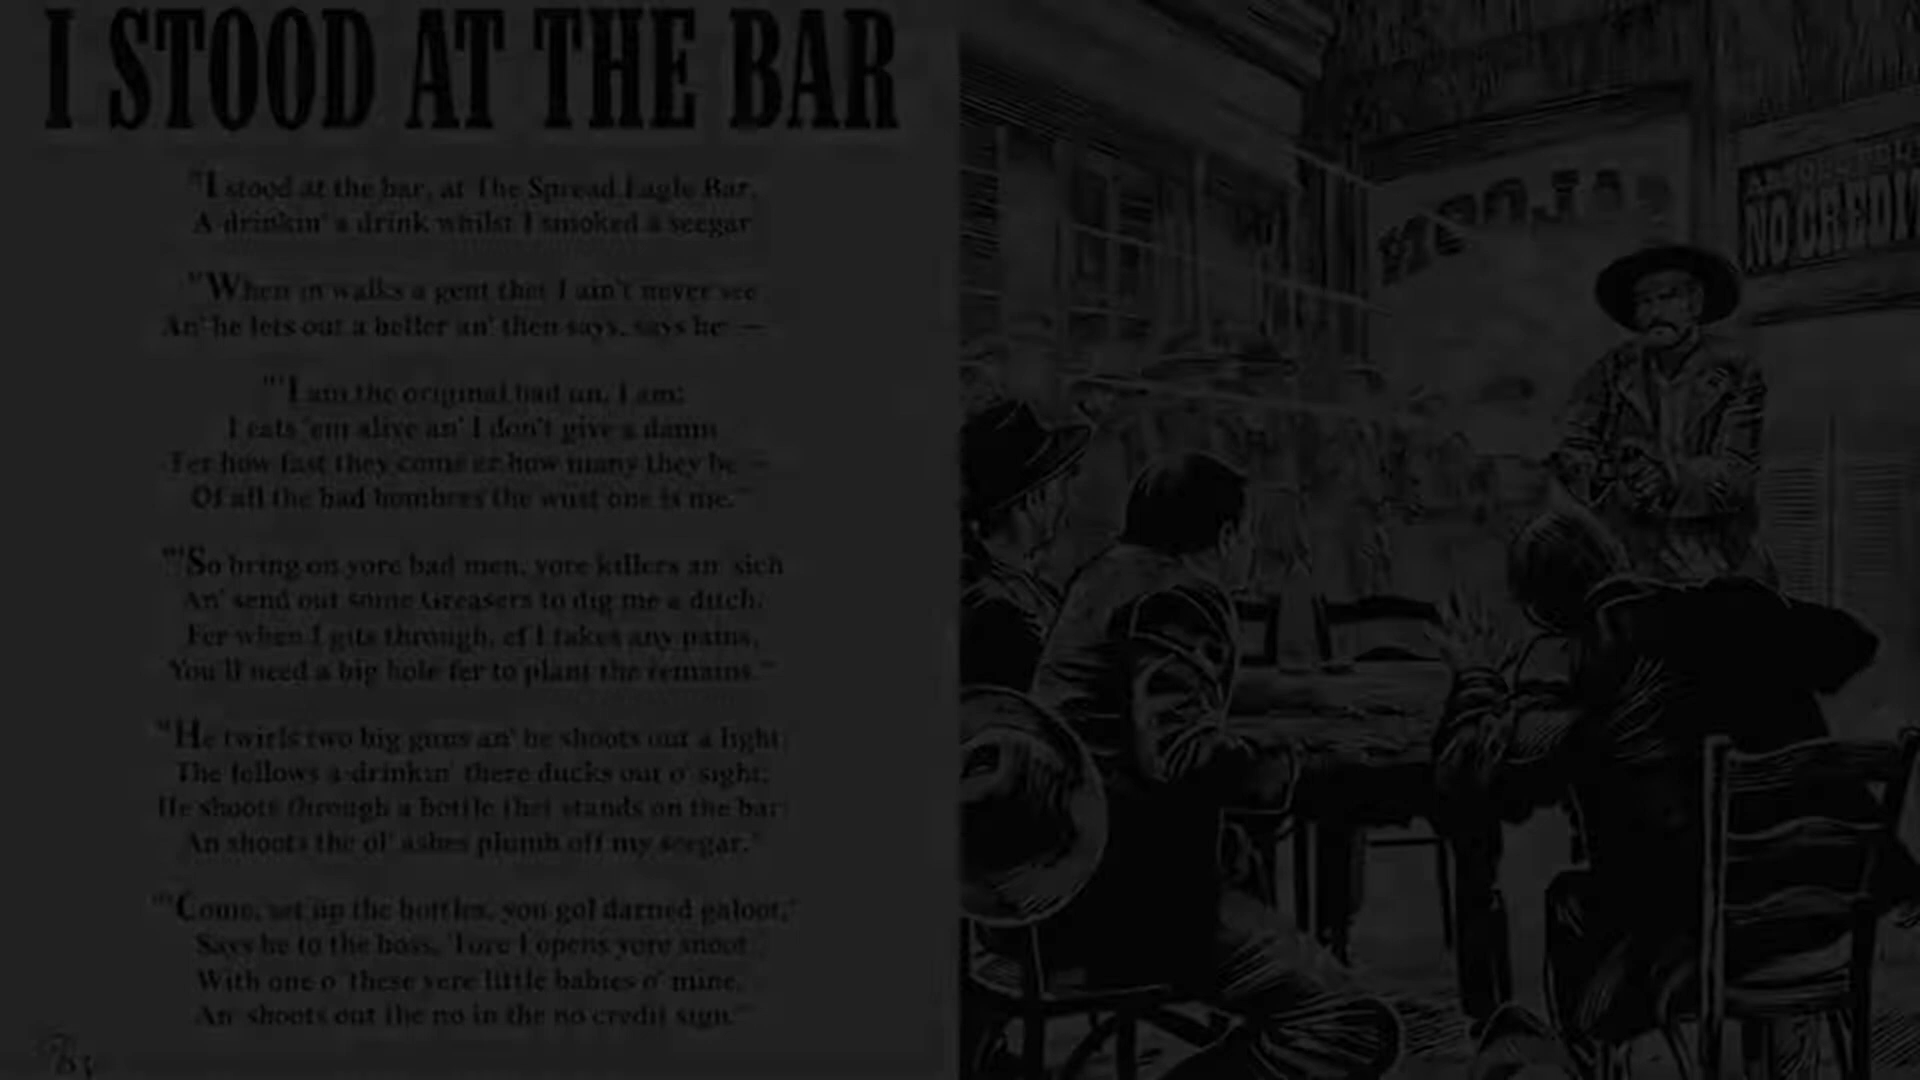 I STOOD AT THE BAR
"I stood at the bar, at The Spread Eagle Bar,
A-drinkin' a drink whilst I smoked a seegar
"When in walks a gent thet I ain't never see
An' he lets out a beller an' then says, says he —
"'I am the original bad un, I am;
I eats 'em alive an' I don't give a damn
Fer how fast they come er how many they be —
Of all the bad hombres the wust one is me."
"'So bring on yore bad men, yore killers an' sich
An' send out some Greasers to dig me a ditch,
Fer when I gits through, ef I takes any pains,
You'll need a big hole fer to plant the remains."
"He twirls two big guns an' he shoots out a light;
The fellows a-drinkin' there ducks out o' sight;
He shoots through a bottle thet stands on the bar;
An shoots the ol' ashes plumb off my seegar."
"'Come, set up the bottles, you gol darned galoot,'
Says he to the boss, 'fore I opens yore snoot
With one o' these yere little babies o' mine,
An' shoots out the no in the no credit sign."
NO CREDIT